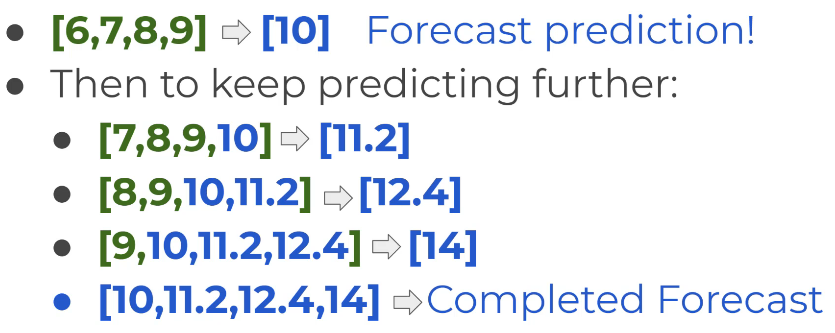 ● [6,7,8,9] ⇨ [10] Forecast prediction!
● Then to keep predicting further:
● [7,8,9,10] ⇨ [11.2]
● [8,9,10,11.2] ⇨ [12.4]
● [9,10,11.2,12.4] ⇨ [14]
● [10,11.2,12.4,14] ⇨ Completed Forecast